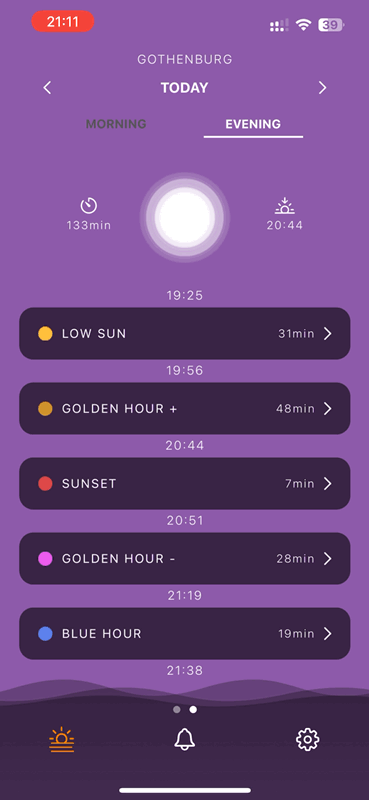 21:11
39
GOTHENBURG
TODAY
MORNING
EVENING
133min
20:44
19:25
LOW SUN 31min
19:56
GOLDEN HOUR + 48min
20:44
SUNSET 7min
20:51
GOLDEN HOUR - 28min
21:19
BLUE HOUR 19min
21:38